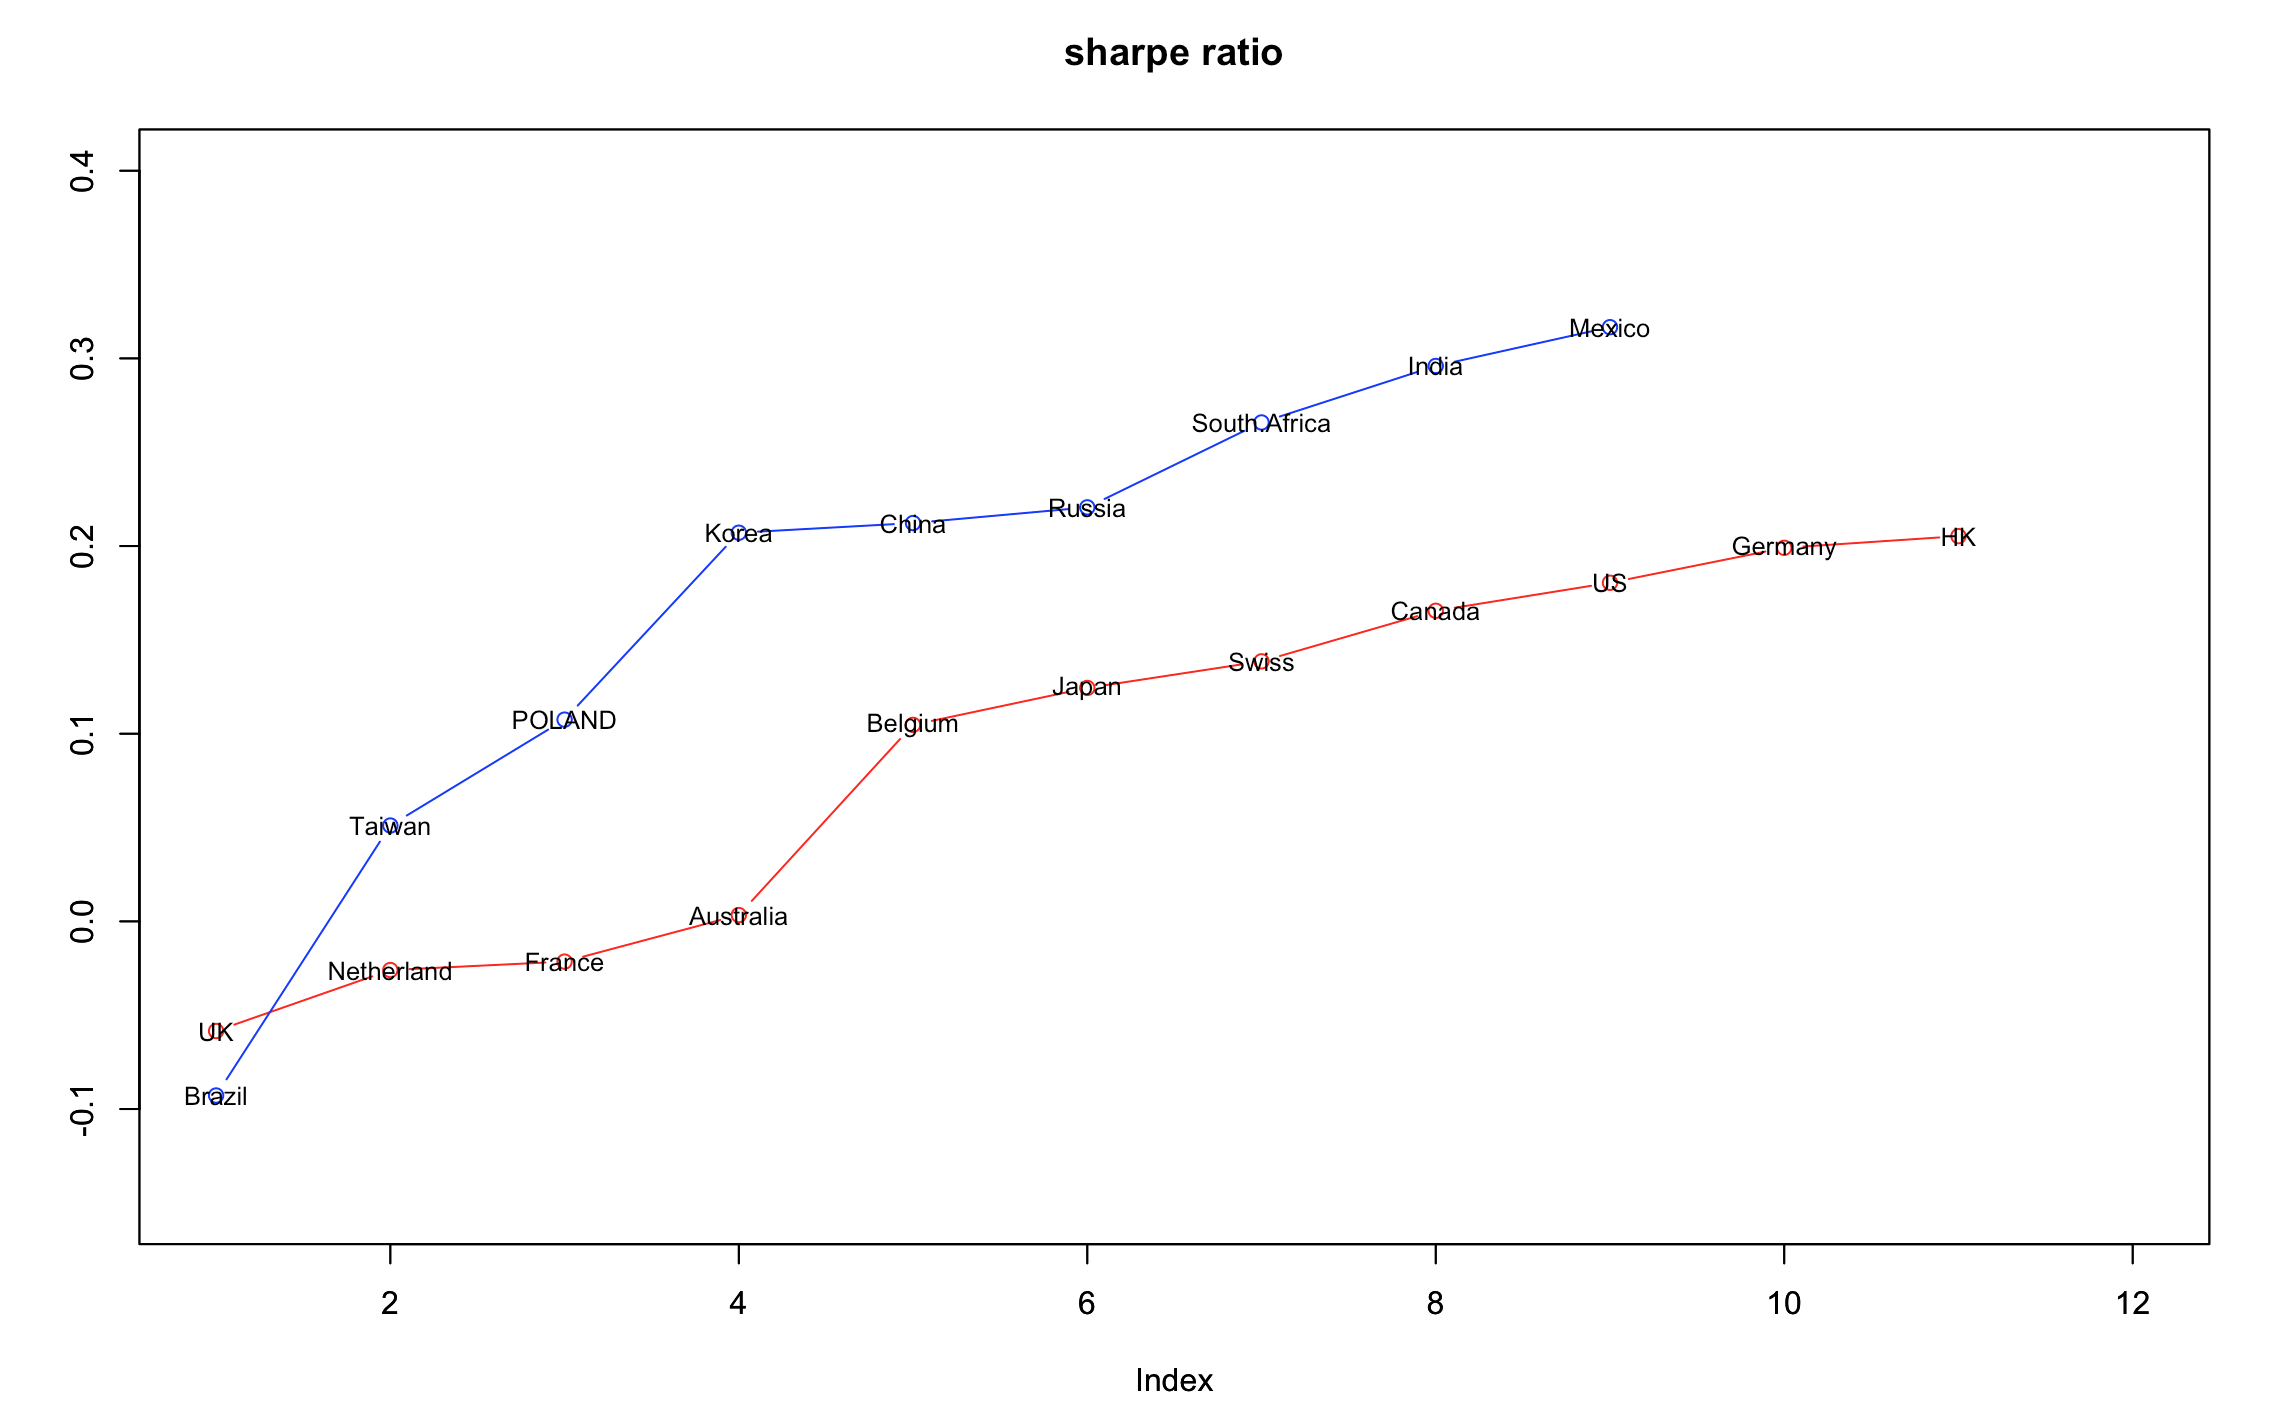 sharpe ratio
0.4
0.3
0.2
0.1
0.0
-0.1
Mexico
India
South.Africa
Russia
China
Korea
HK
Germany
US
Canada
Swiss
Japan
POLAND
Belgium
Taiwan
Australia
France
Netherland
UK
Brazil
2 4 6 8 10 12
Index